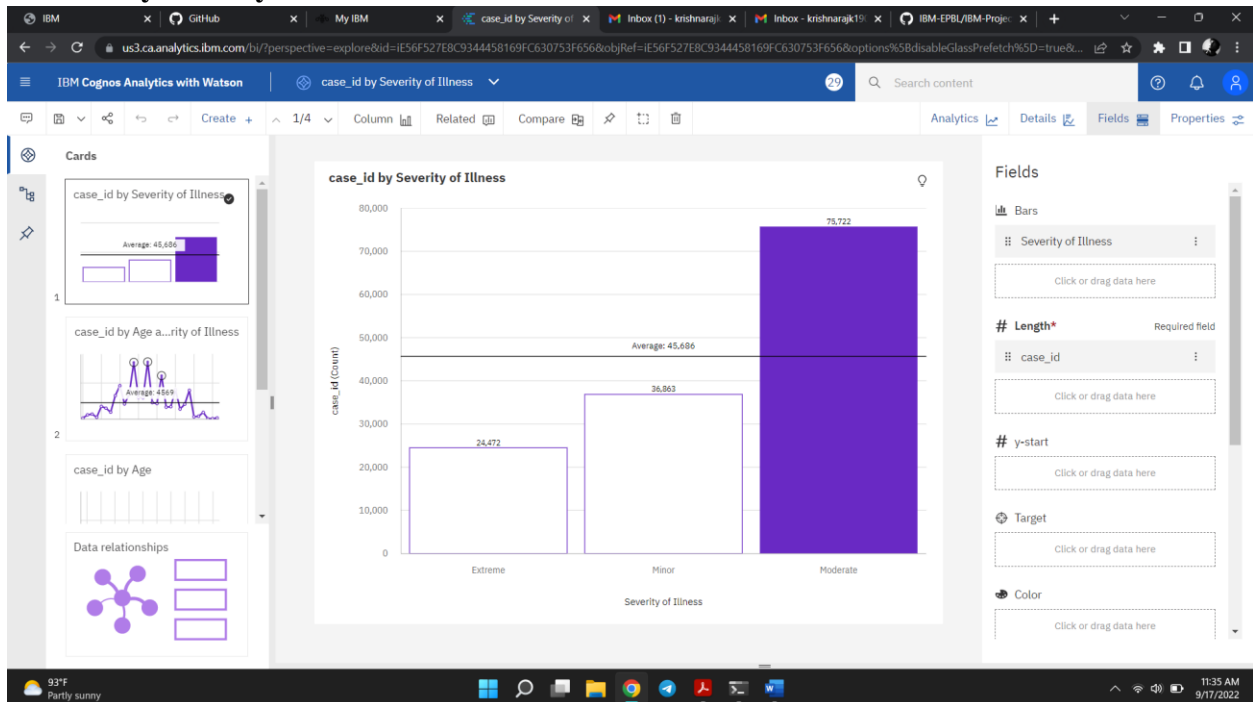 IBM
GitHub
My IBM
case_id by Severity of
Inbox (1) - krishnarajk
Inbox - krishnarajk19
IBM-EPBL/IBM-Projec
us3.ca.analytics.ibm.com/bi/?perspective=explore&id=iE56F527E8C9344458169FC630753F656&objRef=iE56F527E8C9344458169FC630753F656&options%5BdisableGlassPrefetch%5D=true&...
IBM Cognos Analytics with Watson
case_id by Severity of Illness
29
Search content
Create +
1/4
Column
Related
Compare
Analytics
Details
Fields
Properties
Cards
case_id by Severity of Illness
Average: 45,686
1
case_id by Age a...rity of Illness
Average: 4569
2
case_id by Age
Data relationships
case_id by Severity of Illness
80,000
70,000
60,000
50,000
40,000
30,000
20,000
10,000
0
case_id (Count)
75,722
Average: 45,686
36,863
24,472
Extreme
Minor
Moderate
Severity of Illness
Fields
Bars
Severity of Illness
Click or drag data here
# Length*
Required field
case_id
Click or drag data here
# y-start
Click or drag data here
Target
Click or drag data here
Color
Click or drag data here
93°F
Partly sunny
11:35 AM
9/17/2022